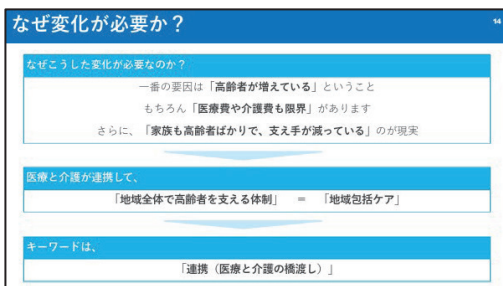 なぜ変化が必要か？
14
なぜこうした変化が必要なのか？
一番の要因は「高齢者が増えている」ということ
もちろん「医療費や介護費も限界」があります
さらに、「家族も高齢者ばかりで、支え手が減っている」のが現実
医療と介護が連携して、
「地域全体で高齢者を支える体制」 ＝ 「地域包括ケア」
キーワードは、
「連携（医療と介護の橋渡し）」